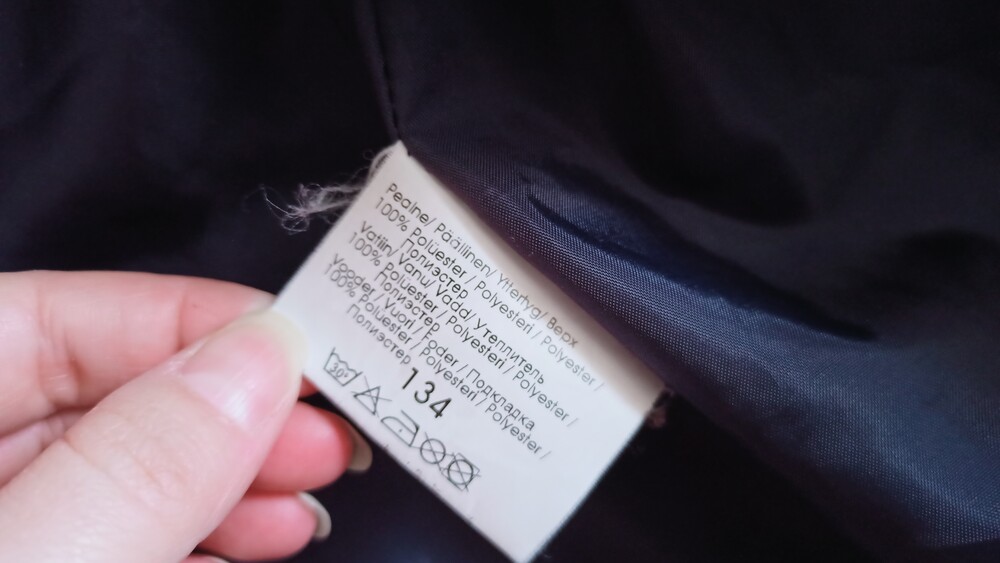 Pealne/ Päällinen/ Yttertyg/ Верх
100% Polüester / Polyesteri / Polyester /
Полиэстер
Vatiin/ Vanu/ Vadd/ Утеплитель
100% Polüester / Polyesteri / Polyester /
Полиэстер
Vooder/ Vuori / Foder / Подкладка
100% Polüester / Polyesteri / Polyester /
Полиэстер
134
30°